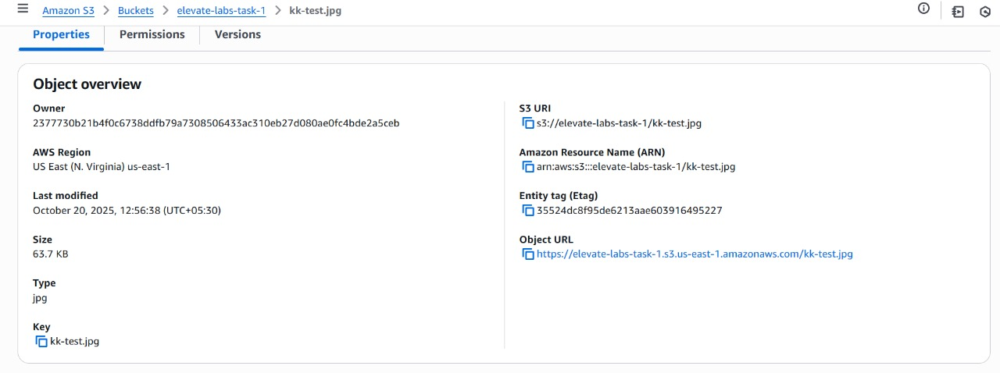 Amazon S3 > Buckets > elevate-labs-task-1 > kk-test.jpg
Properties Permissions Versions
Object overview
Owner
2377730b21b4f0c6738ddfb79a7308506433ac310eb27d080ae0fc4bde2a5ceb
AWS Region
US East (N. Virginia) us-east-1
Last modified
October 20, 2025, 12:56:38 (UTC+05:30)
Size
63.7 KB
Type
jpg
Key
kk-test.jpg
S3 URI
s3://elevate-labs-task-1/kk-test.jpg
Amazon Resource Name (ARN)
arn:aws:s3:::elevate-labs-task-1/kk-test.jpg
Entity tag (Etag)
35524dc8f95de6213aae603916495227
Object URL
https://elevate-labs-task-1.s3.us-east-1.amazonaws.com/kk-test.jpg